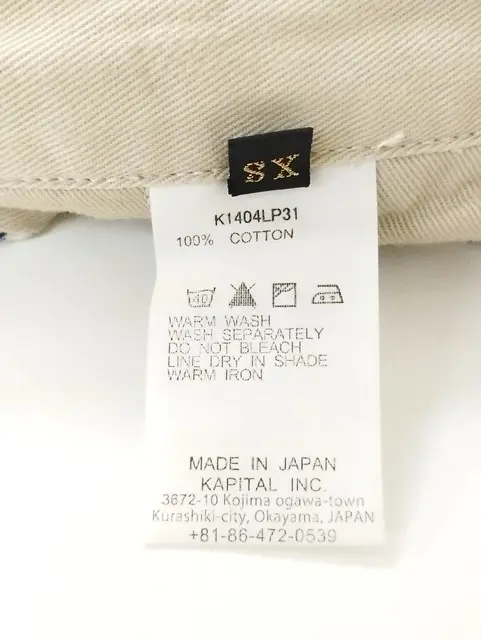 SX
K1404LP31
100% COTTON
40
WARM WASH
WASH SEPARATELY
DO NOT BLEACH
LINE DRY IN SHADE
WARM IRON
MADE IN JAPAN
KAPITAL INC.
3672-10 Kojima ogawa-town
Kurashiki-city, Okayama, JAPAN
+81-86-472-0539